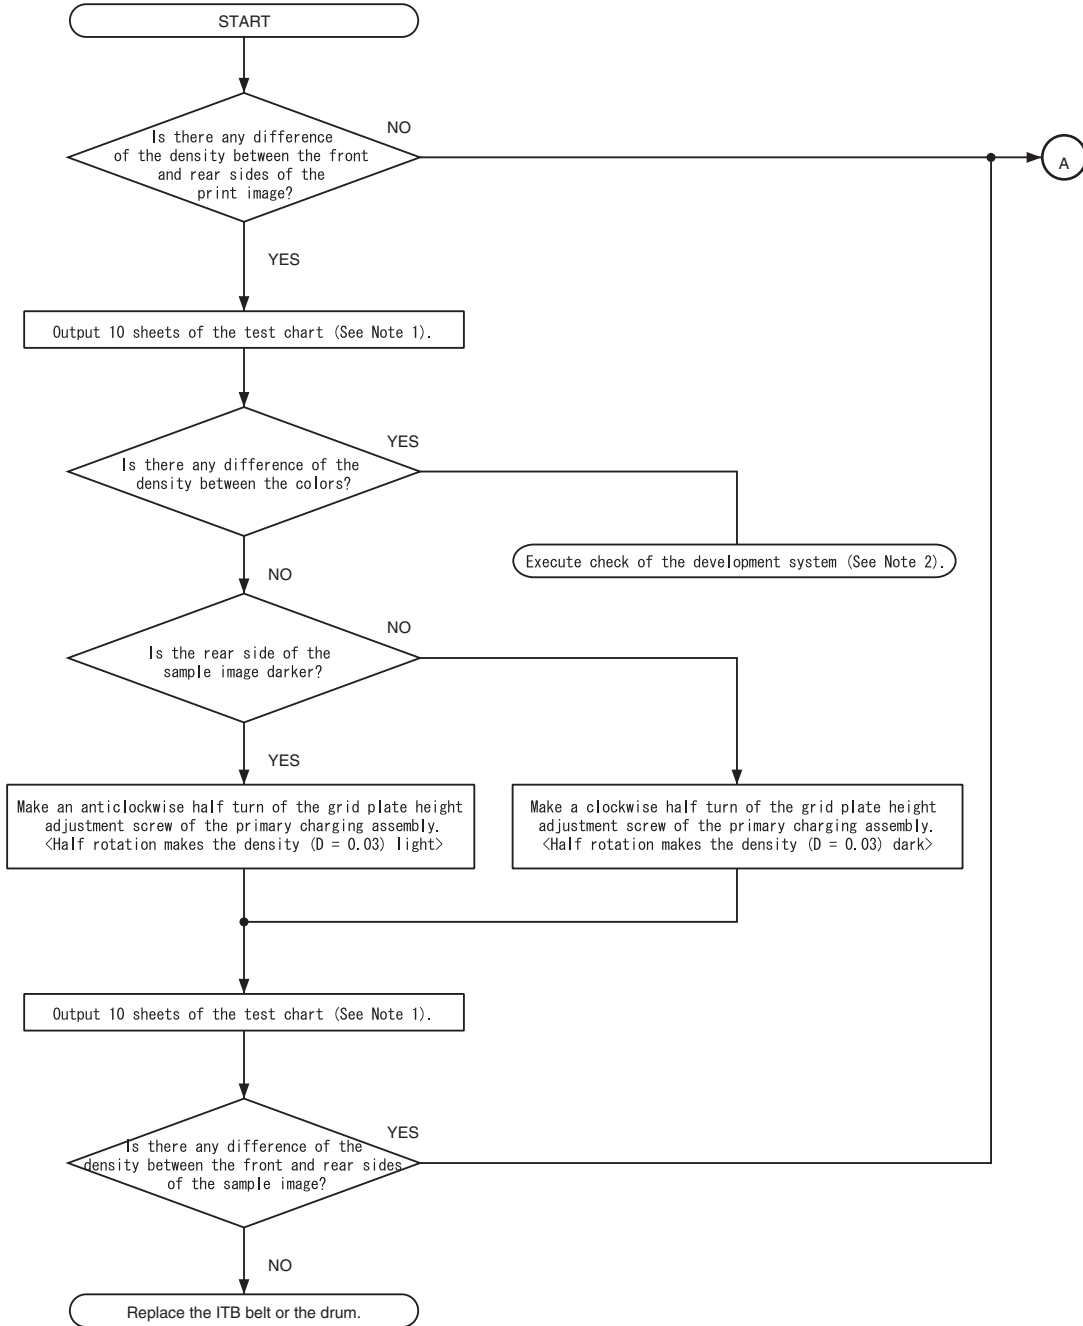 START
Is there any difference
of the density between the front
and rear sides of the
print image?
NO
A
YES
Output 10 sheets of the test chart (See Note 1).
Is there any difference of the
density between the colors?
YES
Execute check of the development system (See Note 2).
NO
Is the rear side of the
sample image darker?
NO
YES
Make an anticlockwise half turn of the grid plate height
adjustment screw of the primary charging assembly.
<Half rotation makes the density (D = 0.03) light>
Make a clockwise half turn of the grid plate height
adjustment screw of the primary charging assembly.
<Half rotation makes the density (D = 0.03) dark>
Output 10 sheets of the test chart (See Note 1).
Is there any difference of the
density between the front and rear sides
of the sample image?
YES
NO
Replace the ITB belt or the drum.